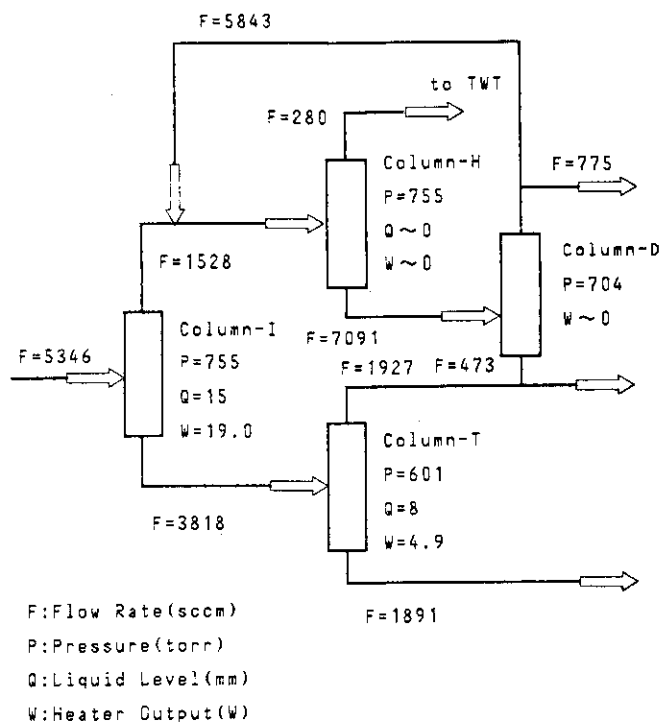 F=5843
to TWT
F=280
Column-H
P=755
Q~0
W~0
F=775
F=1528
Column-D
P=704
W~0
F=7091
Column-I
P=755
Q=15
W=19.0
F=5346
F=1927
F=473
Column-T
P=601
Q=8
W=4.9
F=3818
F=1891
F:Flow Rate(sccm)
P:Pressure(torr)
Q:Liquid Level(mm)
W:Heater Output(W)